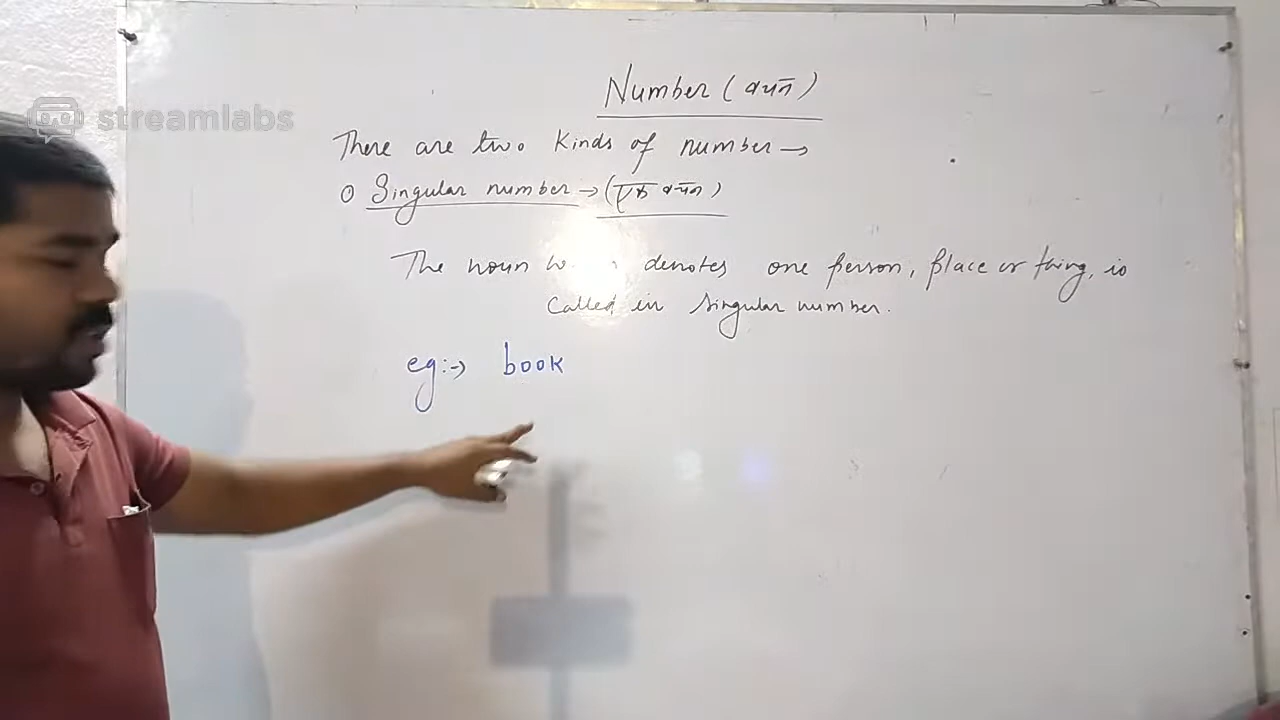 streamlabs
Number (वचन)
There are two kinds of number →
① Singular number → (एक वचन)
The noun denotes one person, place or thing, is
called in singular number.
eg:→ book